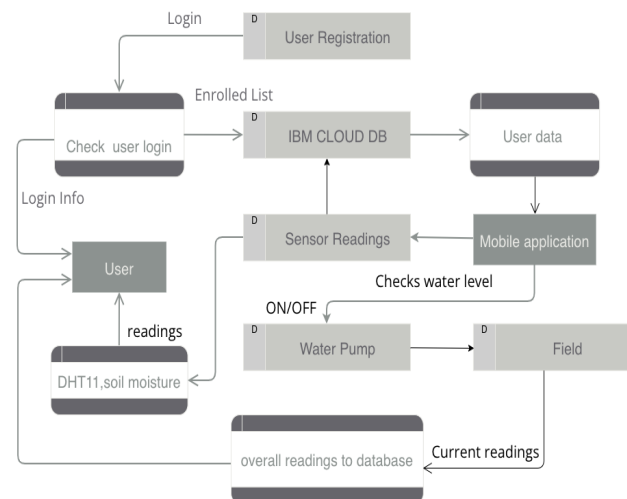 Login
D
User Registration
Enrolled List
D
Check user login
IBM CLOUD DB
User data
Login Info
D
Sensor Readings
Mobile application
User
Checks water level
ON/OFF
readings
D
Water Pump
D
Field
DHT11,soil moisture
overall readings to database
Current readings